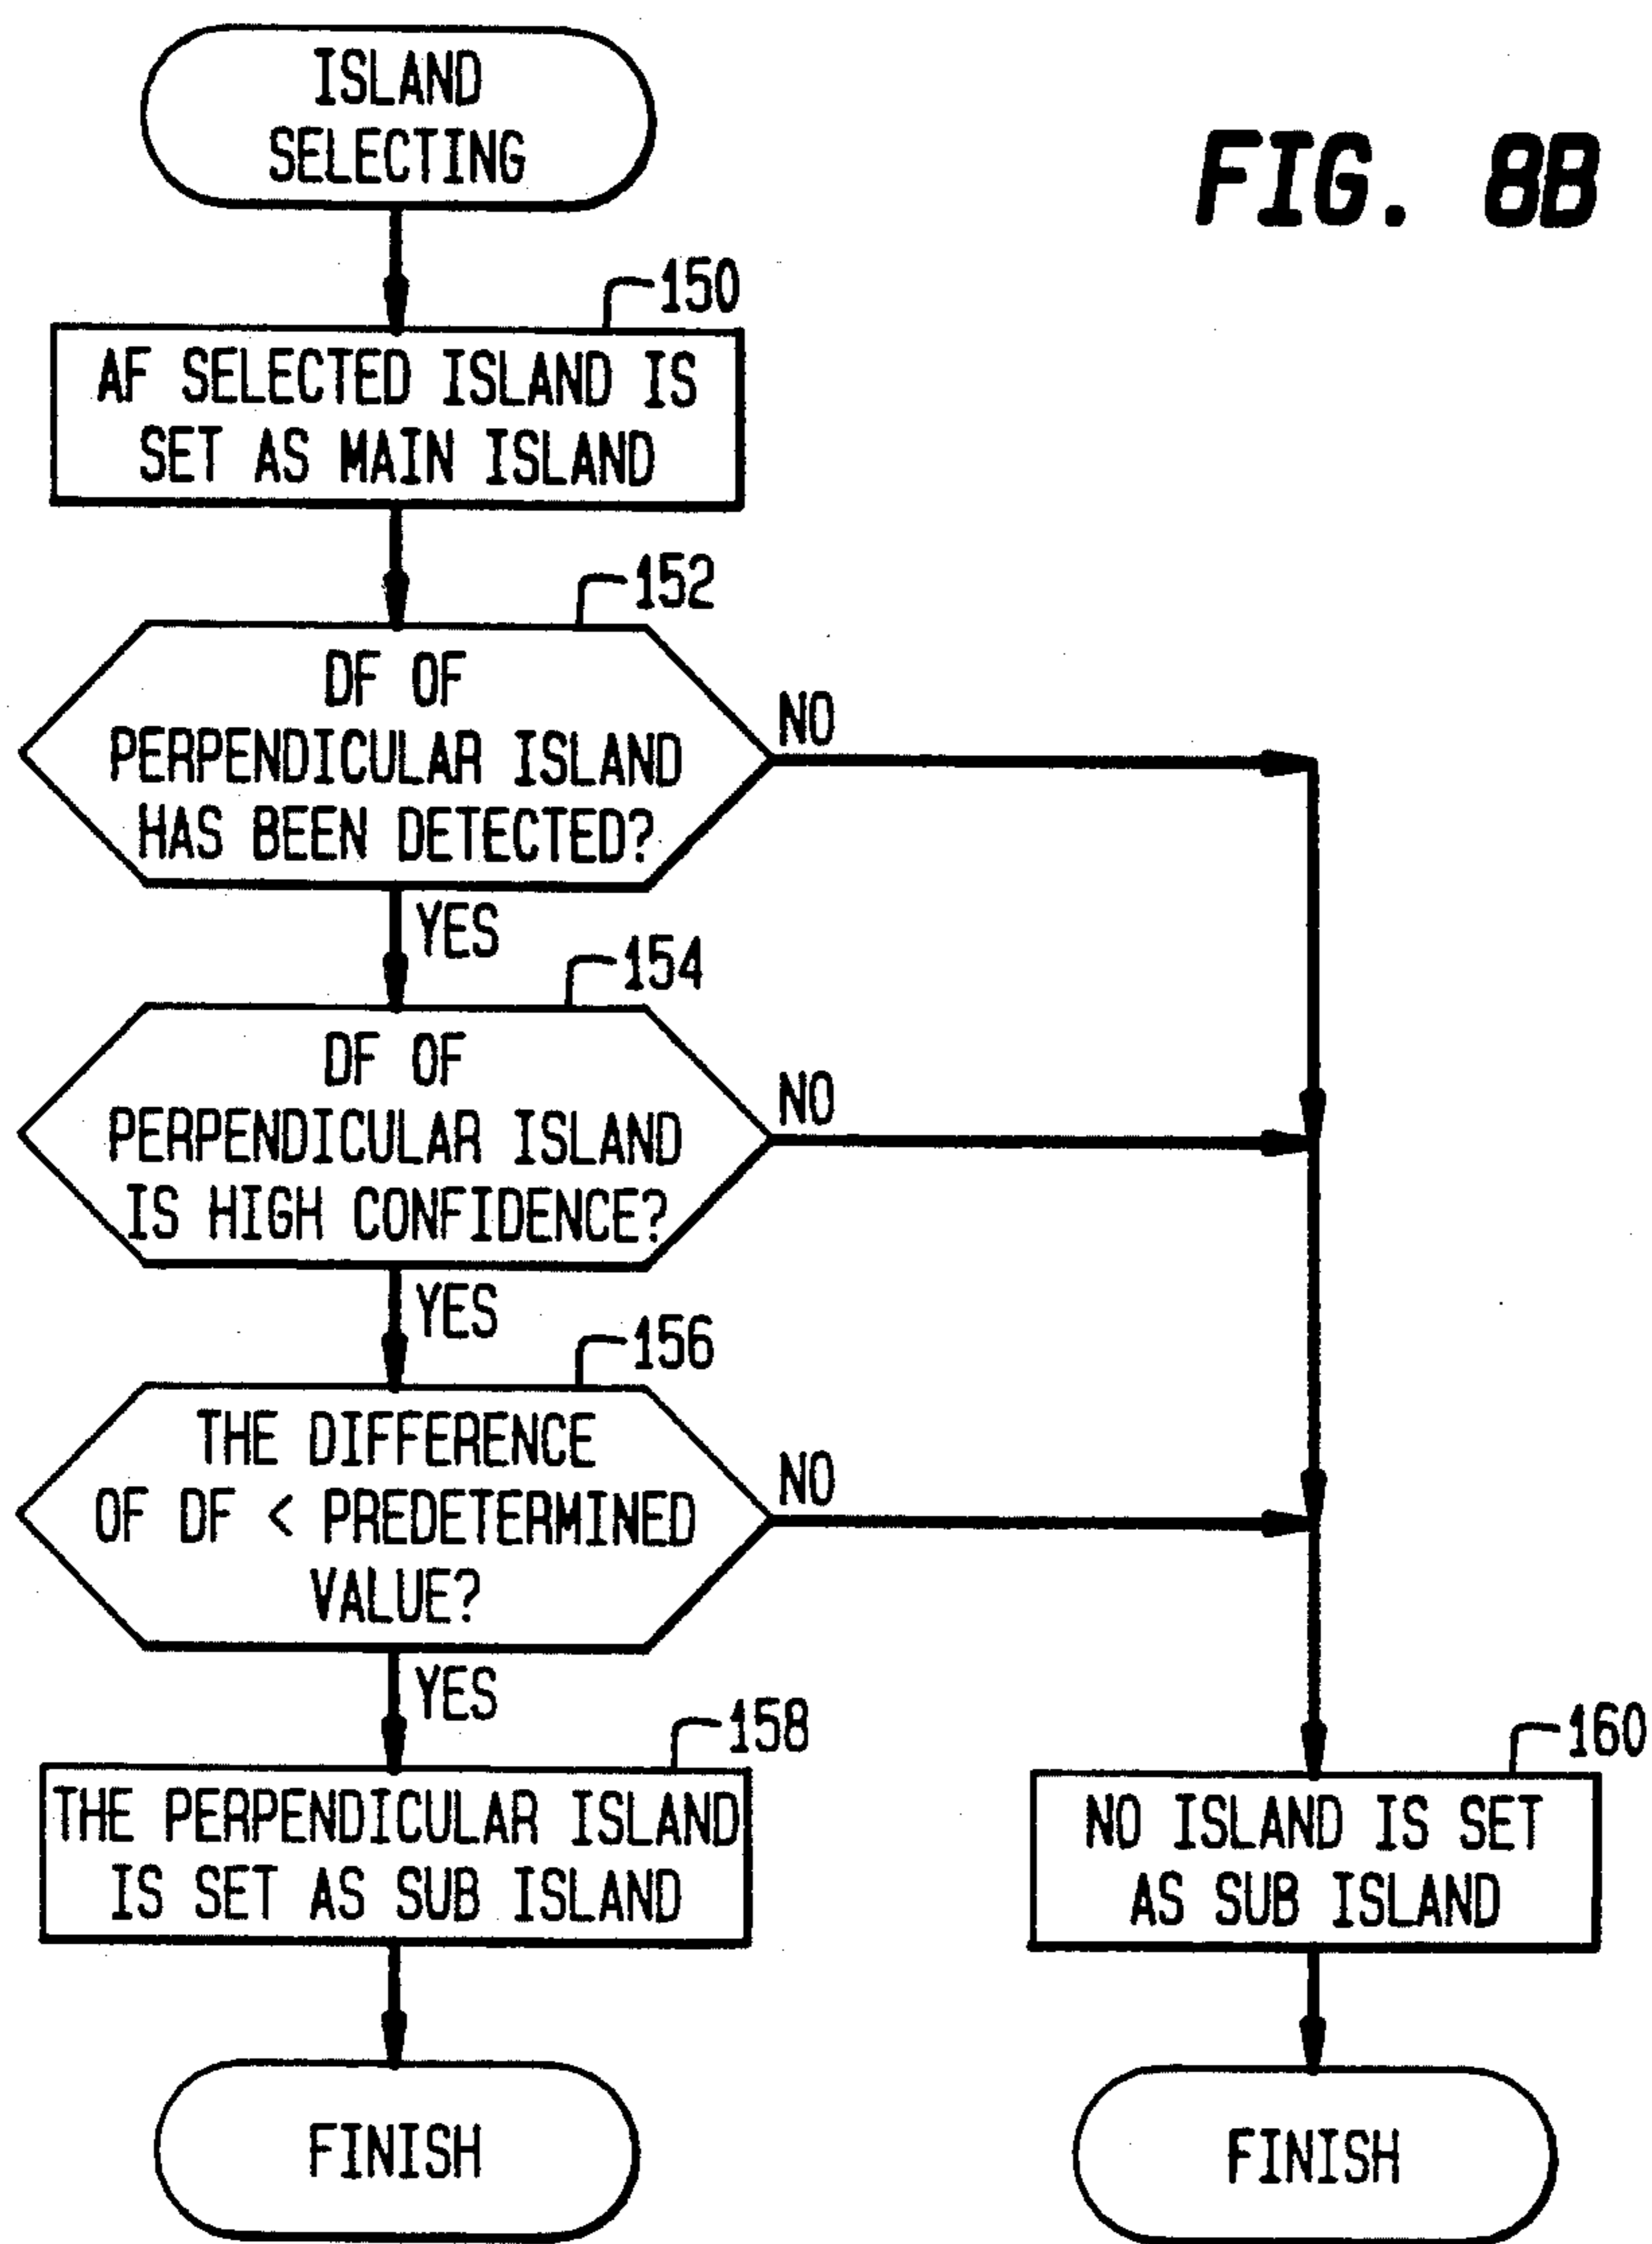 ISLAND
SELECTING
FIG. 8B
150
AF SELECTED ISLAND IS
SET AS MAIN ISLAND
152
DF OF
PERPENDICULAR ISLAND
HAS BEEN DETECTED?
NO
YES
154
DF OF
PERPENDICULAR ISLAND
IS HIGH CONFIDENCE?
NO
YES
156
THE DIFFERENCE
OF DF < PREDETERMINED
VALUE?
NO
YES
158
THE PERPENDICULAR ISLAND
IS SET AS SUB ISLAND
160
NO ISLAND IS SET
AS SUB ISLAND
FINISH
FINISH